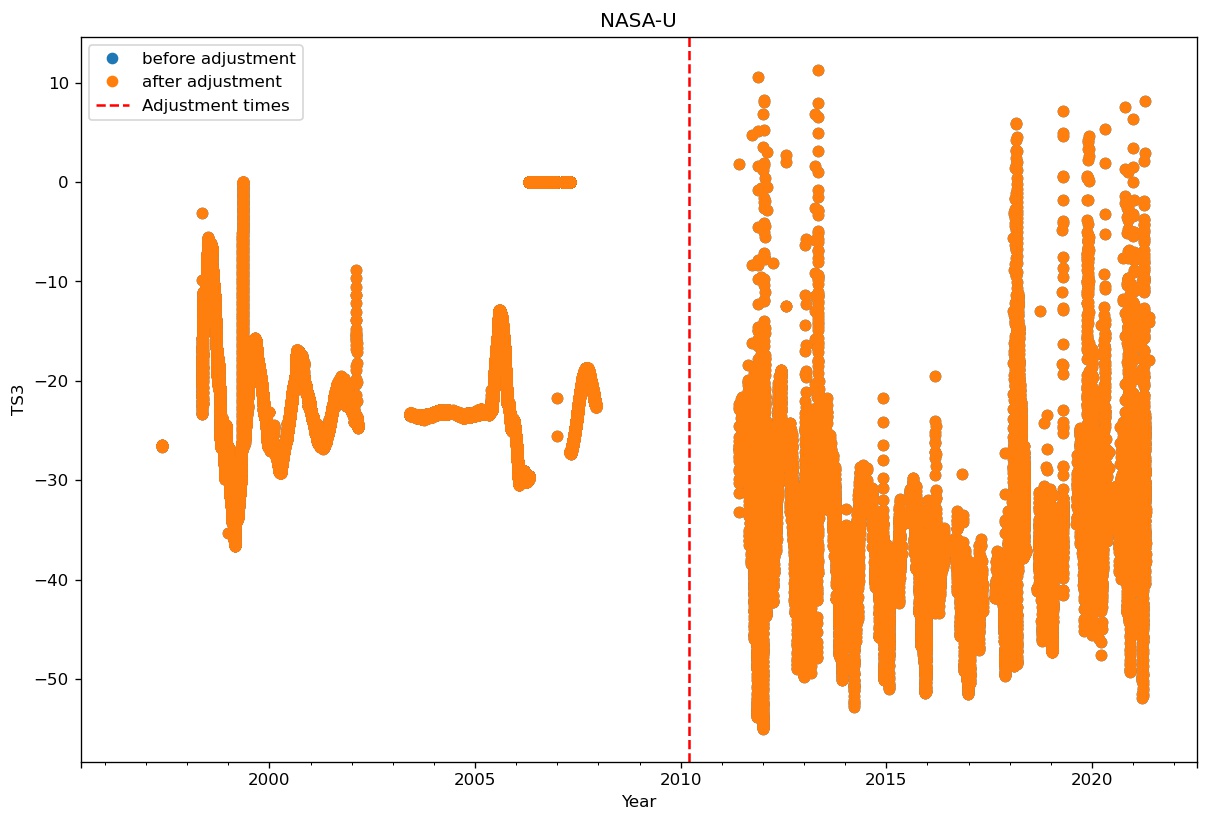 NASA-U
before adjustment
after adjustment
Adjustment times
TS3
10
0
−10
−20
−30
−40
−50
2000 2005 2010 2015 2020
Year